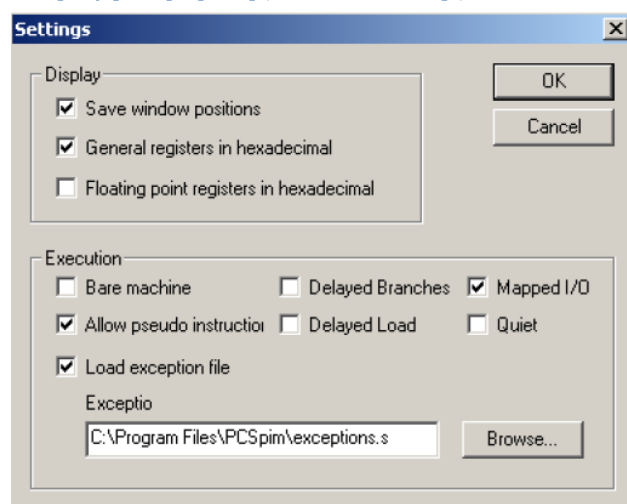 Settings
Display
OK
Save window positions
Cancel
General registers in hexadecimal
Floating point registers in hexadecimal
Execution
Bare machine Delayed Branches Mapped I/O
Allow pseudo instruction Delayed Load Quiet
Load exception file
Exceptio
C:\Program Files\PCSpim\exceptions.s Browse...